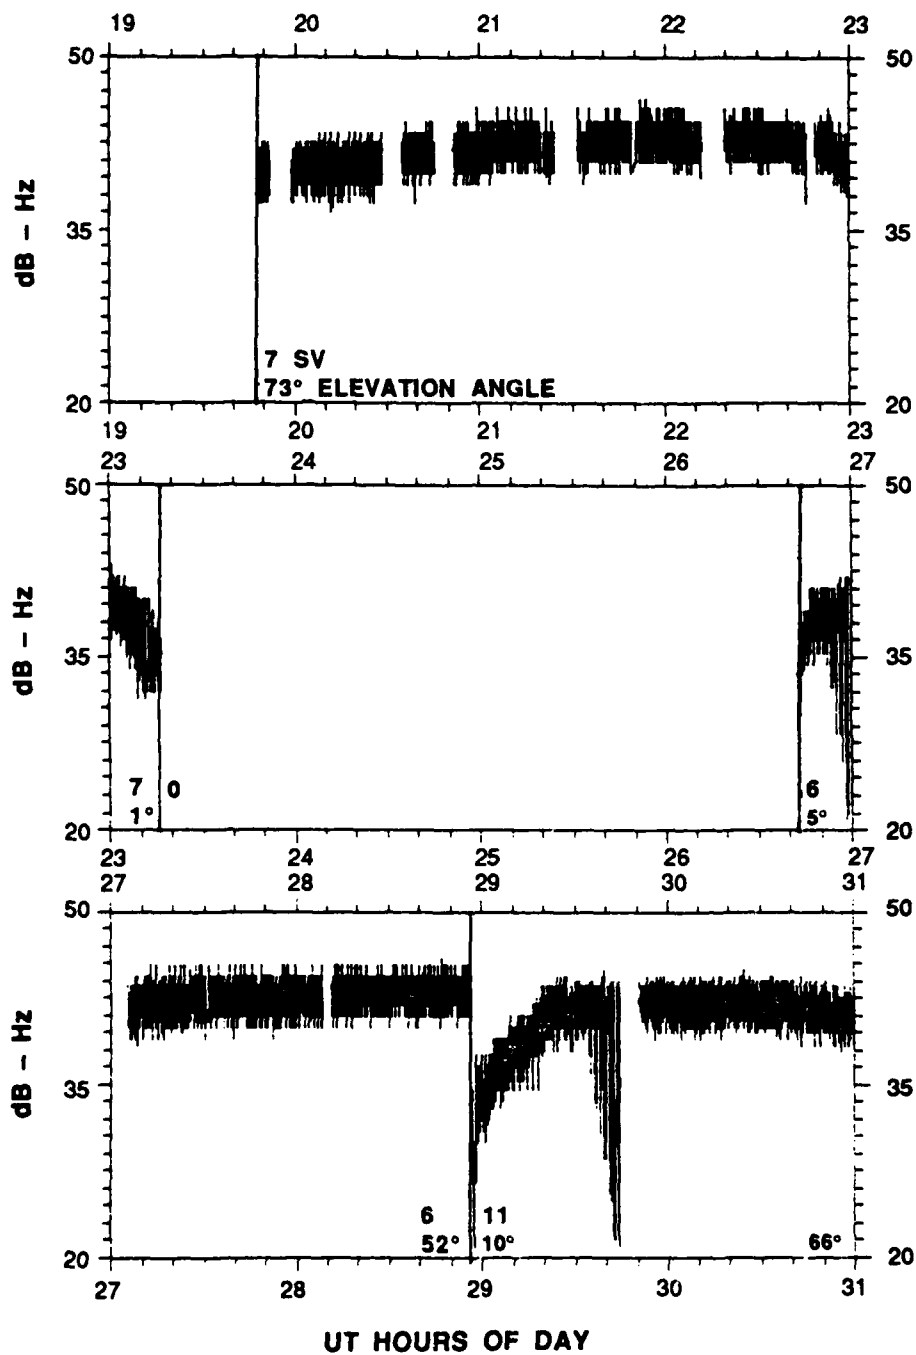 19 20 21 22 23
50 50
dB – Hz
35 35
7 SV
73° ELEVATION ANGLE
20 20
19 20 21 22 23
23 24 25 26 27
50 50
dB – Hz
35 35
7 0 6
1° 5°
20 20
23 24 25 26 27
27 28 29 30 31
50 50
dB – Hz
35 35
6 11
52° 10° 66°
20 20
27 28 29 30 31
UT HOURS OF DAY